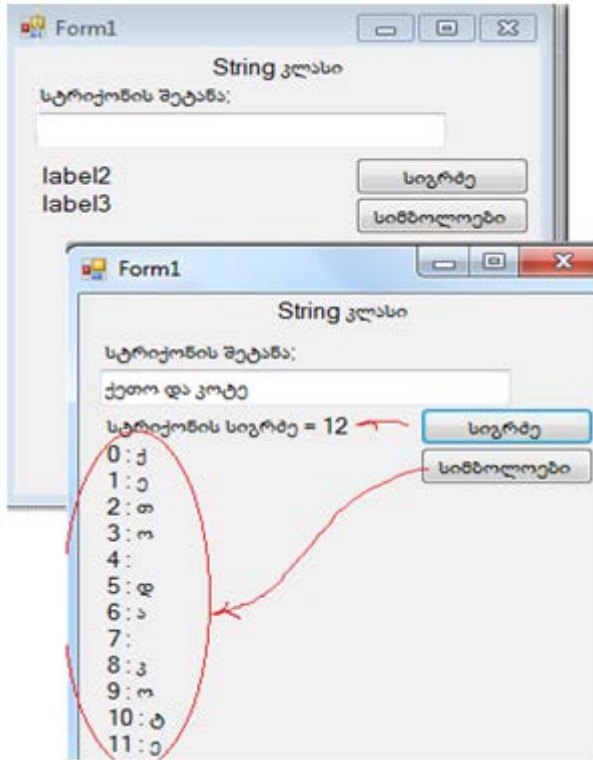 Form1
String კლასი
სტრიქონის შეტანა:
label2
სიგრძე
label3
სიმბოლოები
Form1
String კლასი
სტრიქონის შეტანა:
ქეთო და კოტე
სტრიქონის სიგრძე = 12
სიგრძე
0 : ქ
სიმბოლოები
1 : ე
2 : თ
3 : ო
4 :
5 : დ
6 : ა
7 :
8 : კ
9 : ო
10 : ტ
11 : ე